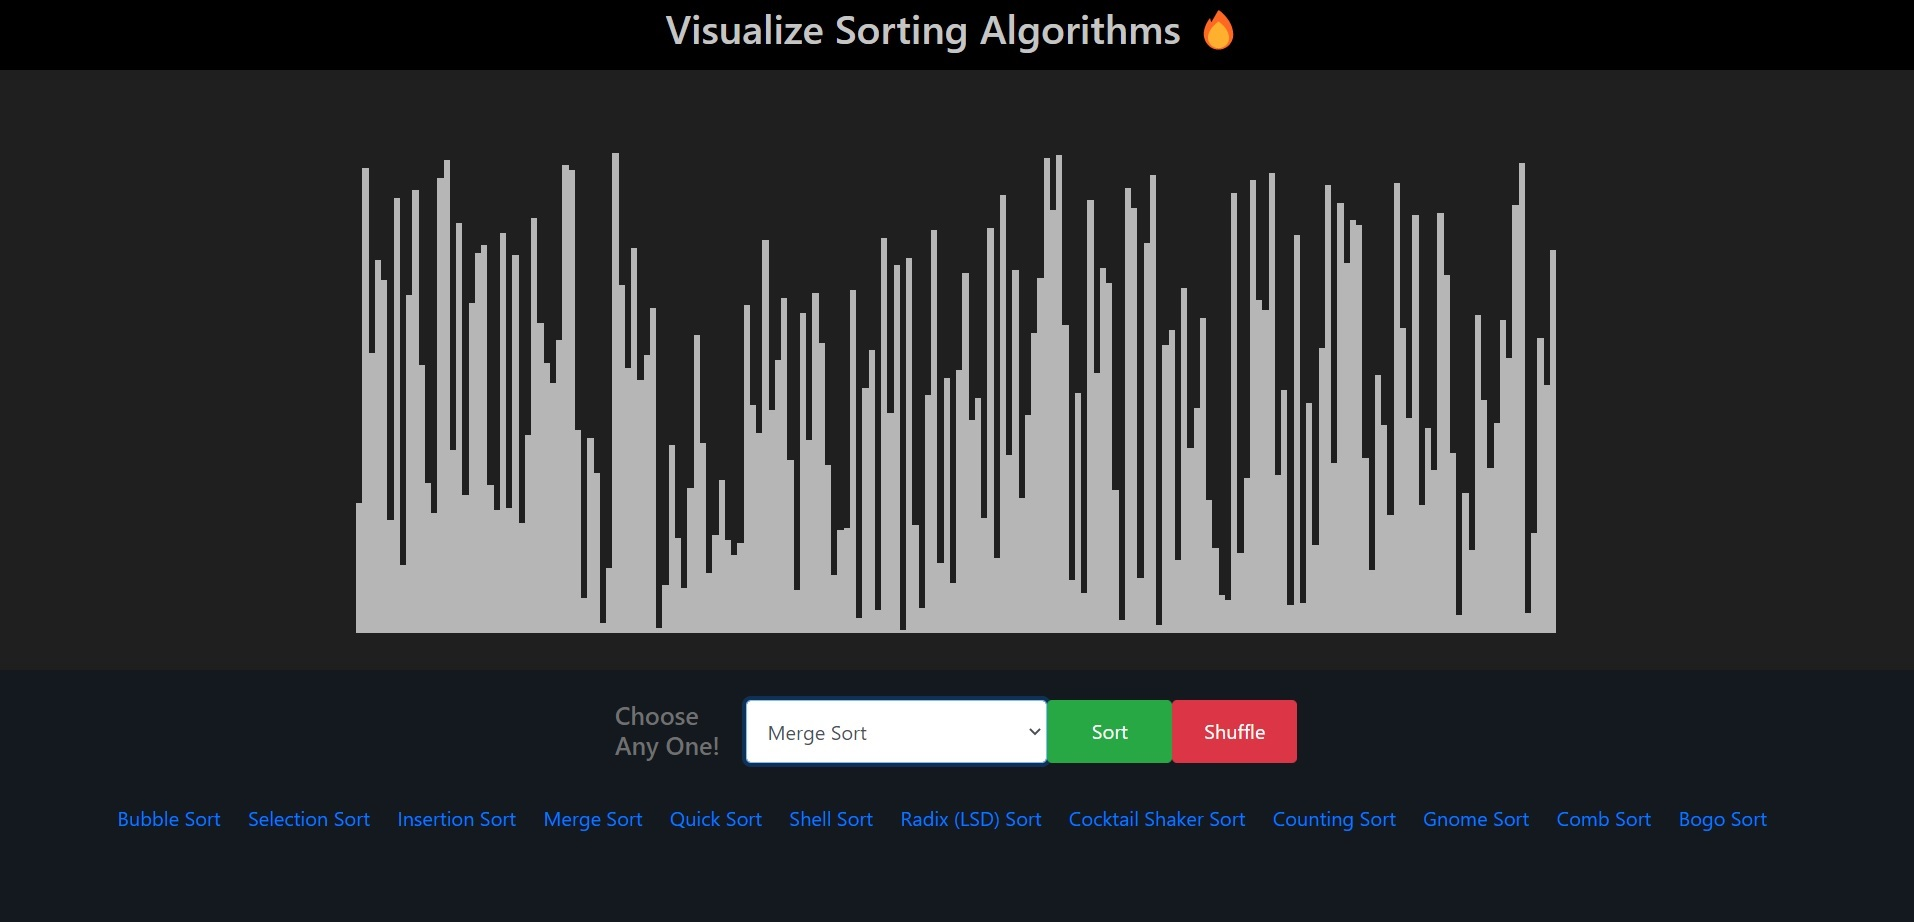 Visualize Sorting Algorithms 🔥
Choose
Any One!
Merge Sort
Sort
Shuffle
Bubble Sort Selection Sort Insertion Sort Merge Sort Quick Sort Shell Sort Radix (LSD) Sort Cocktail Shaker Sort Counting Sort Gnome Sort Comb Sort Bogo Sort